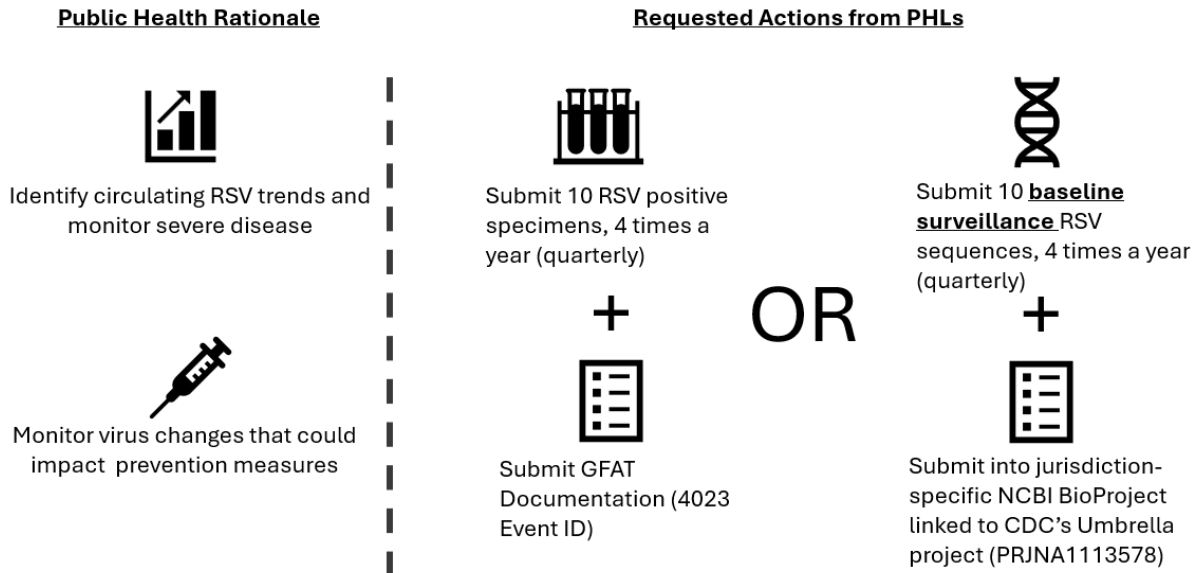 Public Health Rationale
Requested Actions from PHLs
Identify circulating RSV trends and
monitor severe disease
Monitor virus changes that could
impact prevention measures
Submit 10 RSV positive
specimens, 4 times a
year (quarterly)
+
Submit GFAT
Documentation (4023
Event ID)
OR
Submit 10 baseline
surveillance RSV
sequences, 4 times a year
(quarterly)
+
Submit into jurisdiction-
specific NCBI BioProject
linked to CDC’s Umbrella
project (PRJNA1113578)